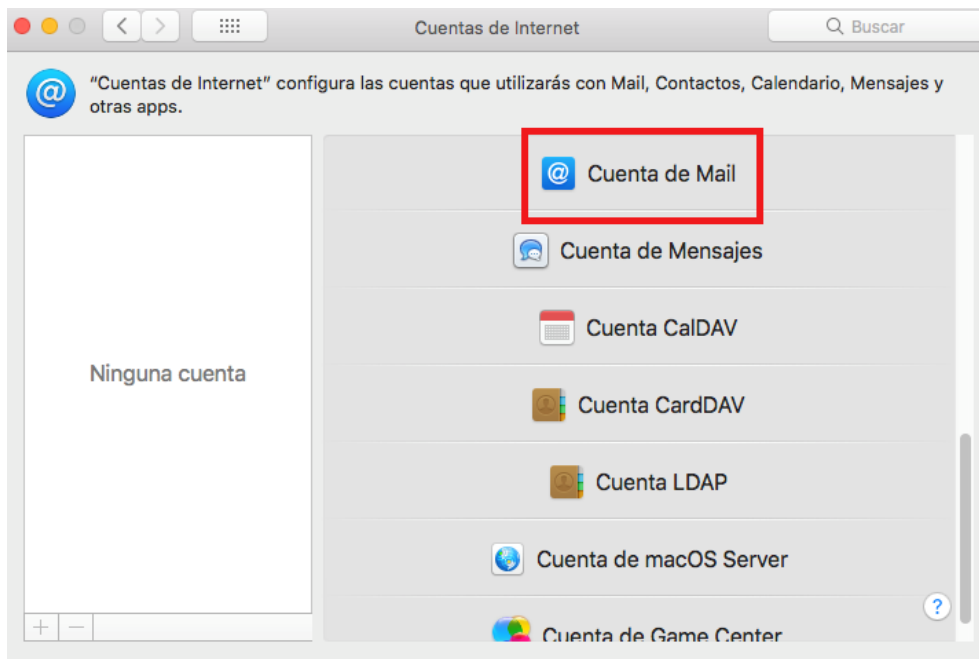 Cuentas de Internet
Buscar
“Cuentas de Internet” configura las cuentas que utilizarás con Mail, Contactos, Calendario, Mensajes y
otras apps.
Ninguna cuenta
Cuenta de Mail
Cuenta de Mensajes
Cuenta CalDAV
Cuenta CardDAV
Cuenta LDAP
Cuenta de macOS Server
Cuenta de Game Center